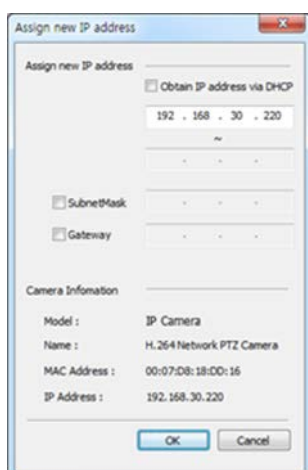 Assign new IP address
Assign new IP address
Obtain IP address via DHCP
192 . 168 . 30 . 220
~
. . .
SubnetMask . . .
Gateway . . .
Camera Infomation
Model : IP Camera
Name : H.264 Network PTZ Camera
MAC Address : 00:07:D8:18:DD:16
IP Address : 192.168.30.220
OK Cancel